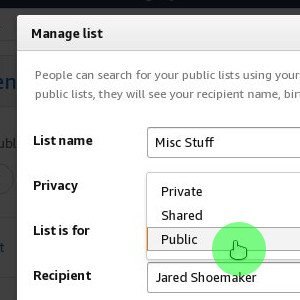 Manage list
People can search for your public lists using your
public lists, they will see your recipient name,
List name
Misc Stuff
Privacy
Private
Shared
List is for
Public
Recipient
Jared Shoemaker